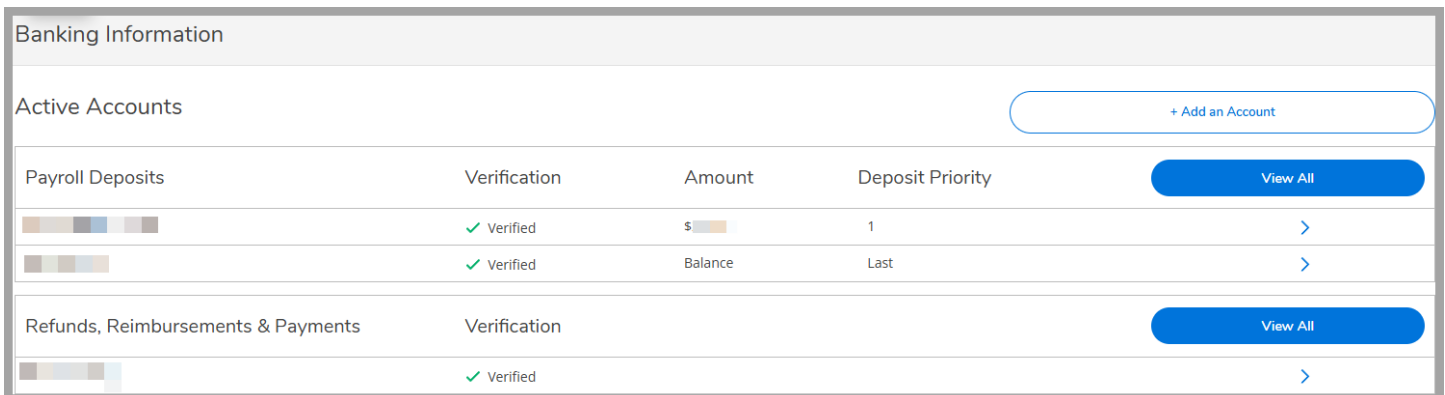 Banking Information
Active Accounts
+ Add an Account
Payroll Deposits Verification Amount Deposit Priority View All
Verified $ 1
Verified Balance Last
Refunds, Reimbursements & Payments Verification View All
Verified